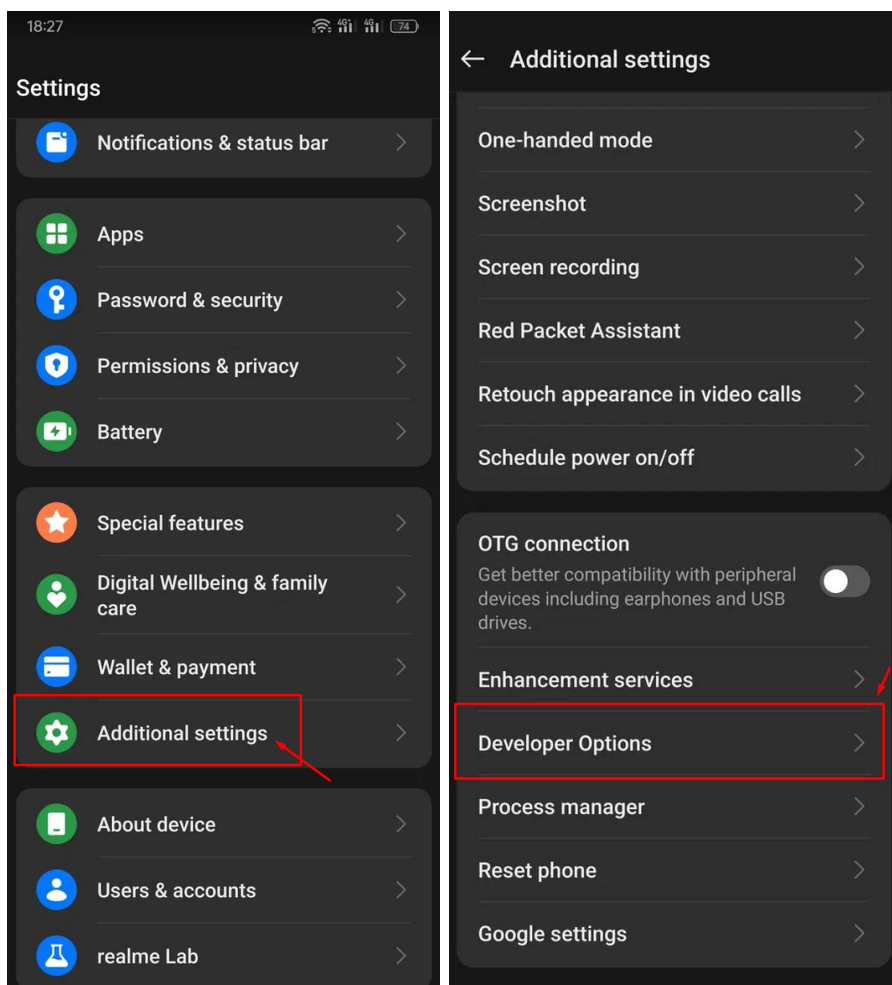 18:27
4G+ 4G 74
Settings
Notifications & status bar
Apps
Password & security
Permissions & privacy
Battery
Special features
Digital Wellbeing & family
care
Wallet & payment
Additional settings
About device
Users & accounts
realme Lab
Additional settings
One-handed mode
Screenshot
Screen recording
Red Packet Assistant
Retouch appearance in video calls
Schedule power on/off
OTG connection
Get better compatibility with peripheral
devices including earphones and USB
drives.
Enhancement services
Developer Options
Process manager
Reset phone
Google settings